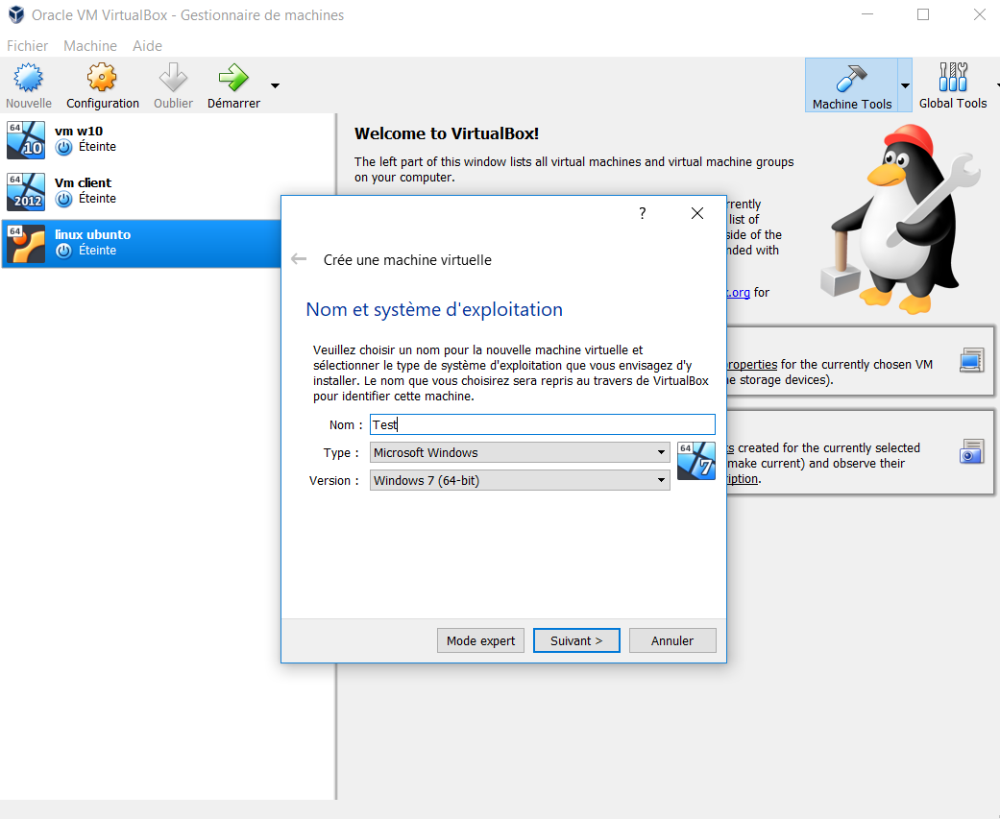 Oracle VM VirtualBox - Gestionnaire de machines
Fichier Machine Aide
Nouvelle Configuration Oublier Démarrer Machine Tools Global Tools
64 10 vm w10
Éteinte
64 2012 Vm client
Éteinte
64 linux ubunto
Éteinte
Welcome to VirtualBox!
The left part of this window lists all virtual machines and virtual machine groups
on your computer.
rently
list of
side of the
nded with
.org for
roperties for the currently chosen VM
e storage devices).
ts created for the currently selected
make current) and observe their
ription.
?
Crée une machine virtuelle
Nom et système d'exploitation
Veuillez choisir un nom pour la nouvelle machine virtuelle et
sélectionner le type de système d'exploitation que vous envisagez d'y
installer. Le nom que vous choisirez sera repris au travers de VirtualBox
pour identifier cette machine.
Nom : Test
Type : Microsoft Windows
64 7
Version : Windows 7 (64-bit)
Mode expert Suivant > Annuler